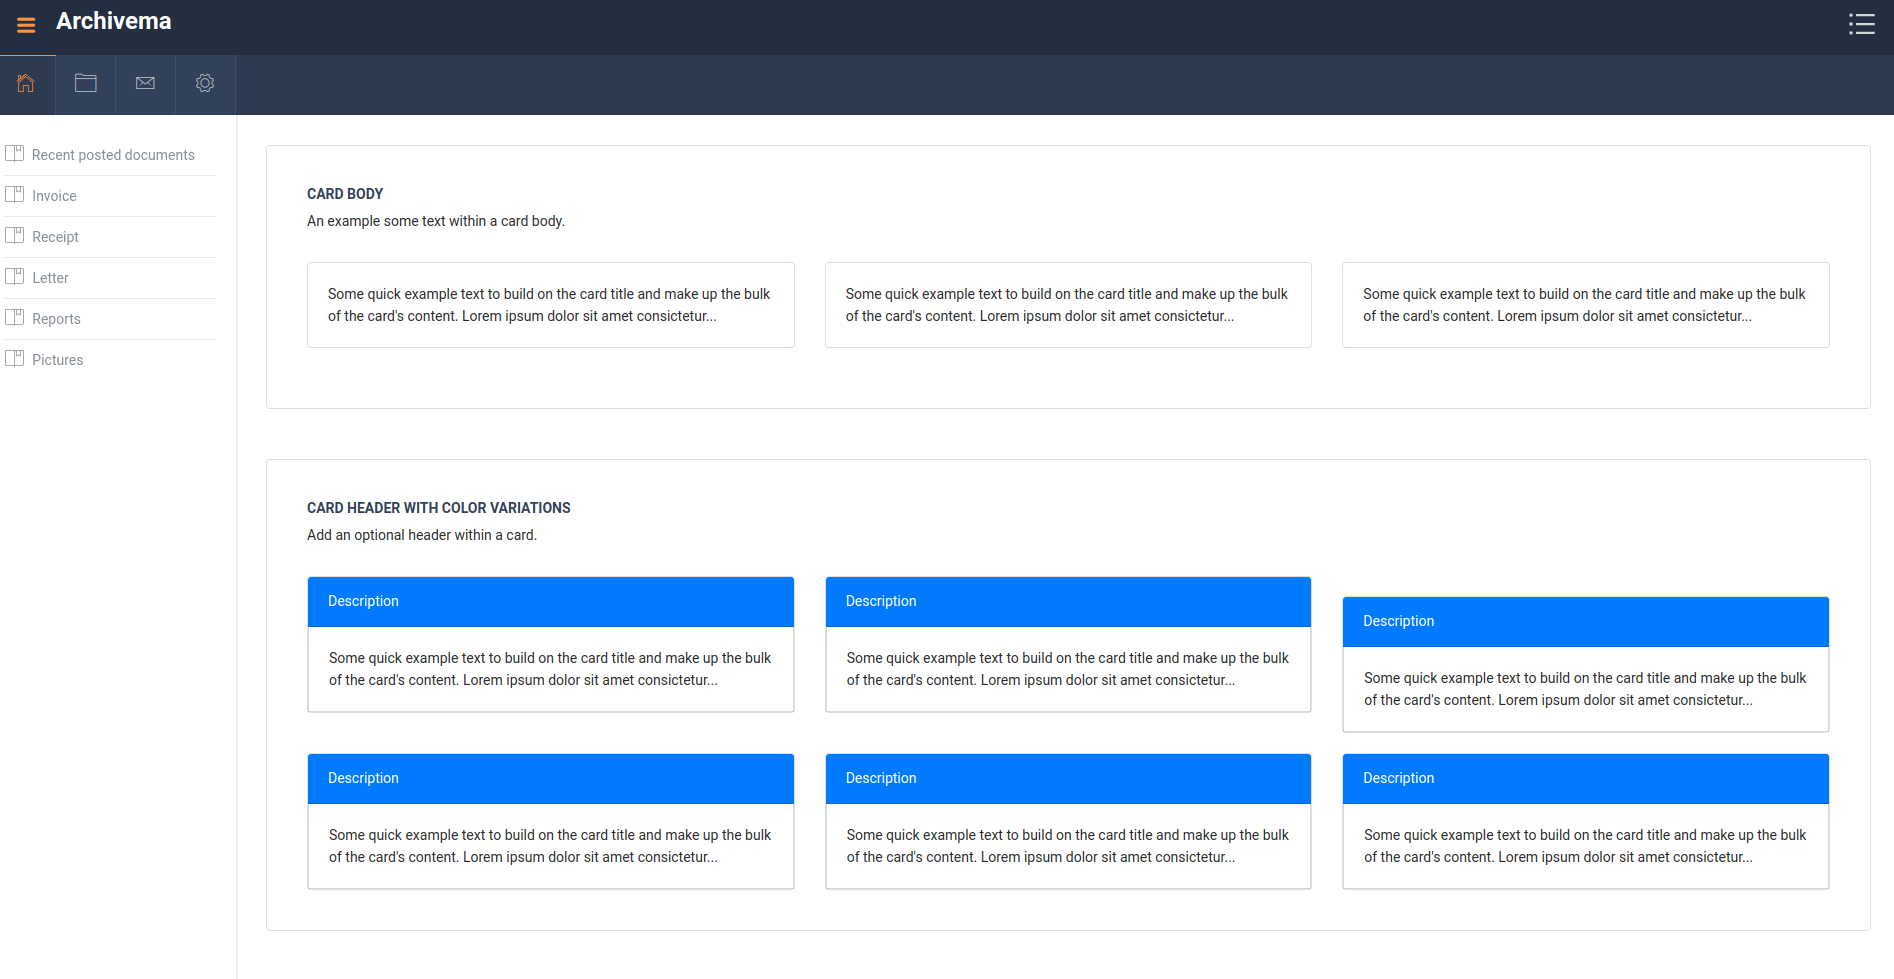 Archivema
Recent posted documents
Invoice
Receipt
Letter
Reports
Pictures
CARD BODY
An example some text within a card body.
Some quick example text to build on the card title and make up the bulk
of the card's content. Lorem ipsum dolor sit amet consictetur...
Some quick example text to build on the card title and make up the bulk
of the card's content. Lorem ipsum dolor sit amet consictetur...
Some quick example text to build on the card title and make up the bulk
of the card's content. Lorem ipsum dolor sit amet consictetur...
CARD HEADER WITH COLOR VARIATIONS
Add an optional header within a card.
Description
Some quick example text to build on the card title and make up the bulk
of the card's content. Lorem ipsum dolor sit amet consictetur...
Description
Some quick example text to build on the card title and make up the bulk
of the card's content. Lorem ipsum dolor sit amet consictetur...
Description
Some quick example text to build on the card title and make up the bulk
of the card's content. Lorem ipsum dolor sit amet consictetur...
Description
Some quick example text to build on the card title and make up the bulk
of the card's content. Lorem ipsum dolor sit amet consictetur...
Description
Some quick example text to build on the card title and make up the bulk
of the card's content. Lorem ipsum dolor sit amet consictetur...
Description
Some quick example text to build on the card title and make up the bulk
of the card's content. Lorem ipsum dolor sit amet consictetur...